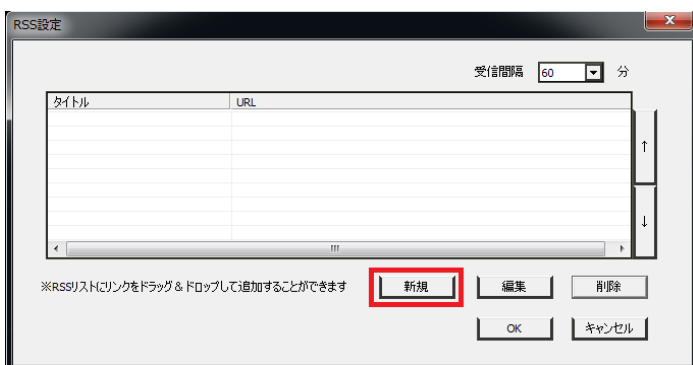 RSS設定
受信間隔 60 分
タイトル URL
↑
↓
※RSSリストにリンクをドラッグ＆ドロップして追加することができます 新規 編集 削除
OK キャンセル